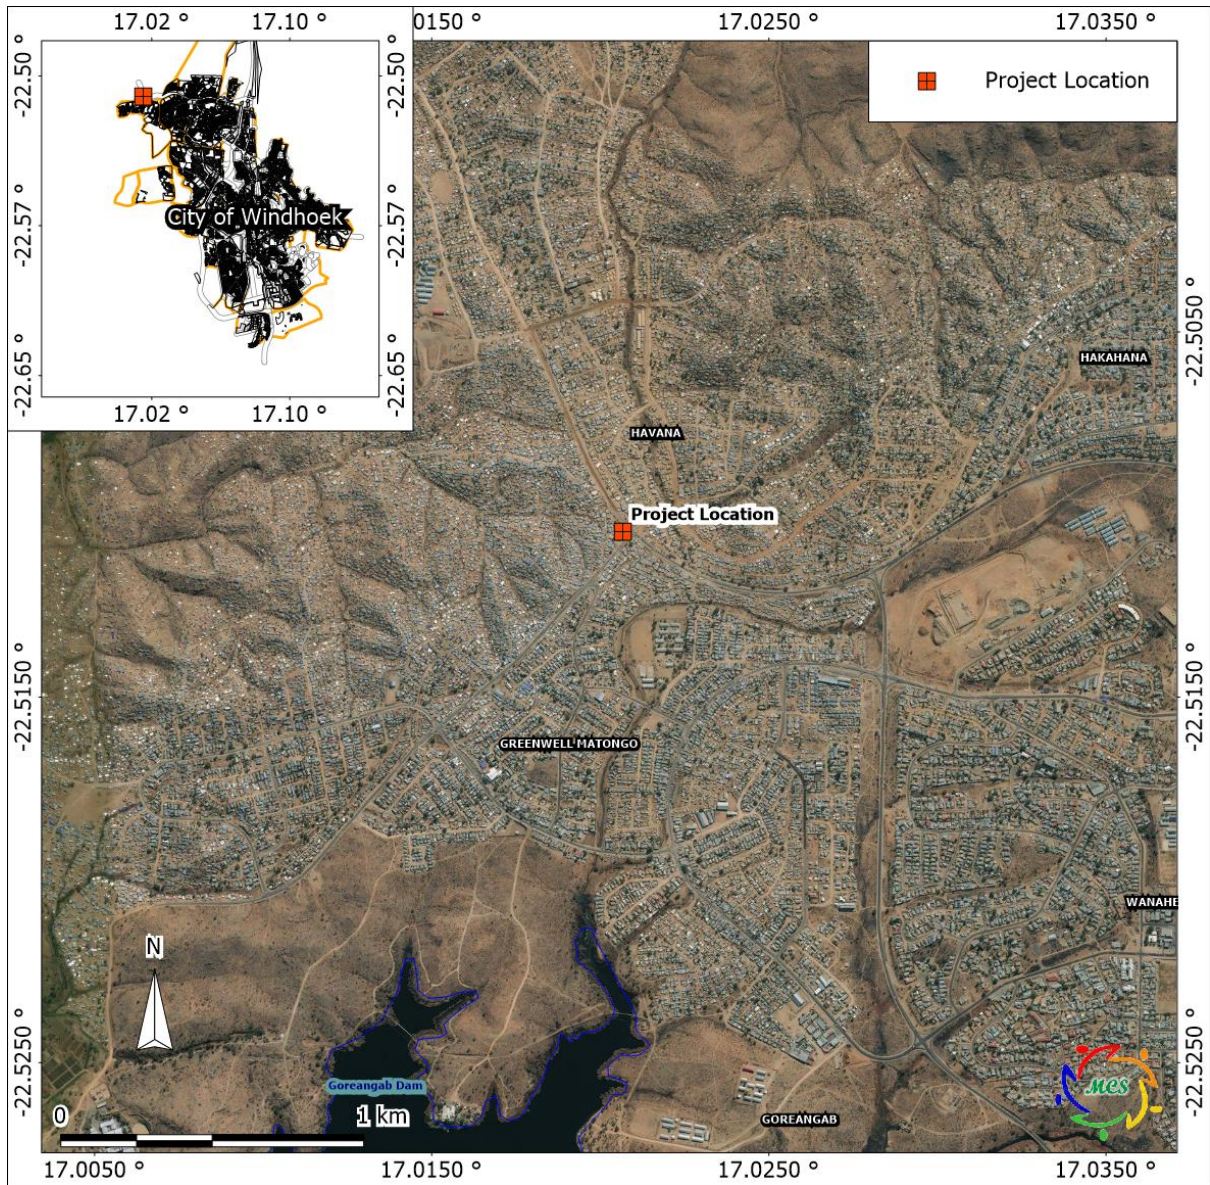 17.02 °
17.10 °
-22.50 °
-22.50 °
City of Windhoek
-22.57 °
-22.57 °
-22.65 °
-22.65 °
17.02 °
17.10 °
0150 °
17.0250 °
17.0350 °
Project Location
-22.5050 °
HAKAHANA
HAVANA
Project Location
-22.5150 °
-22.5150 °
GREENWELL MATONGO
WANAHE
N
-22.5250 °
-22.5250 °
Goreangab Dam
0
1 km
GOREANGAB
MCS
17.0050 °
17.0150 °
17.0250 °
17.0350 °